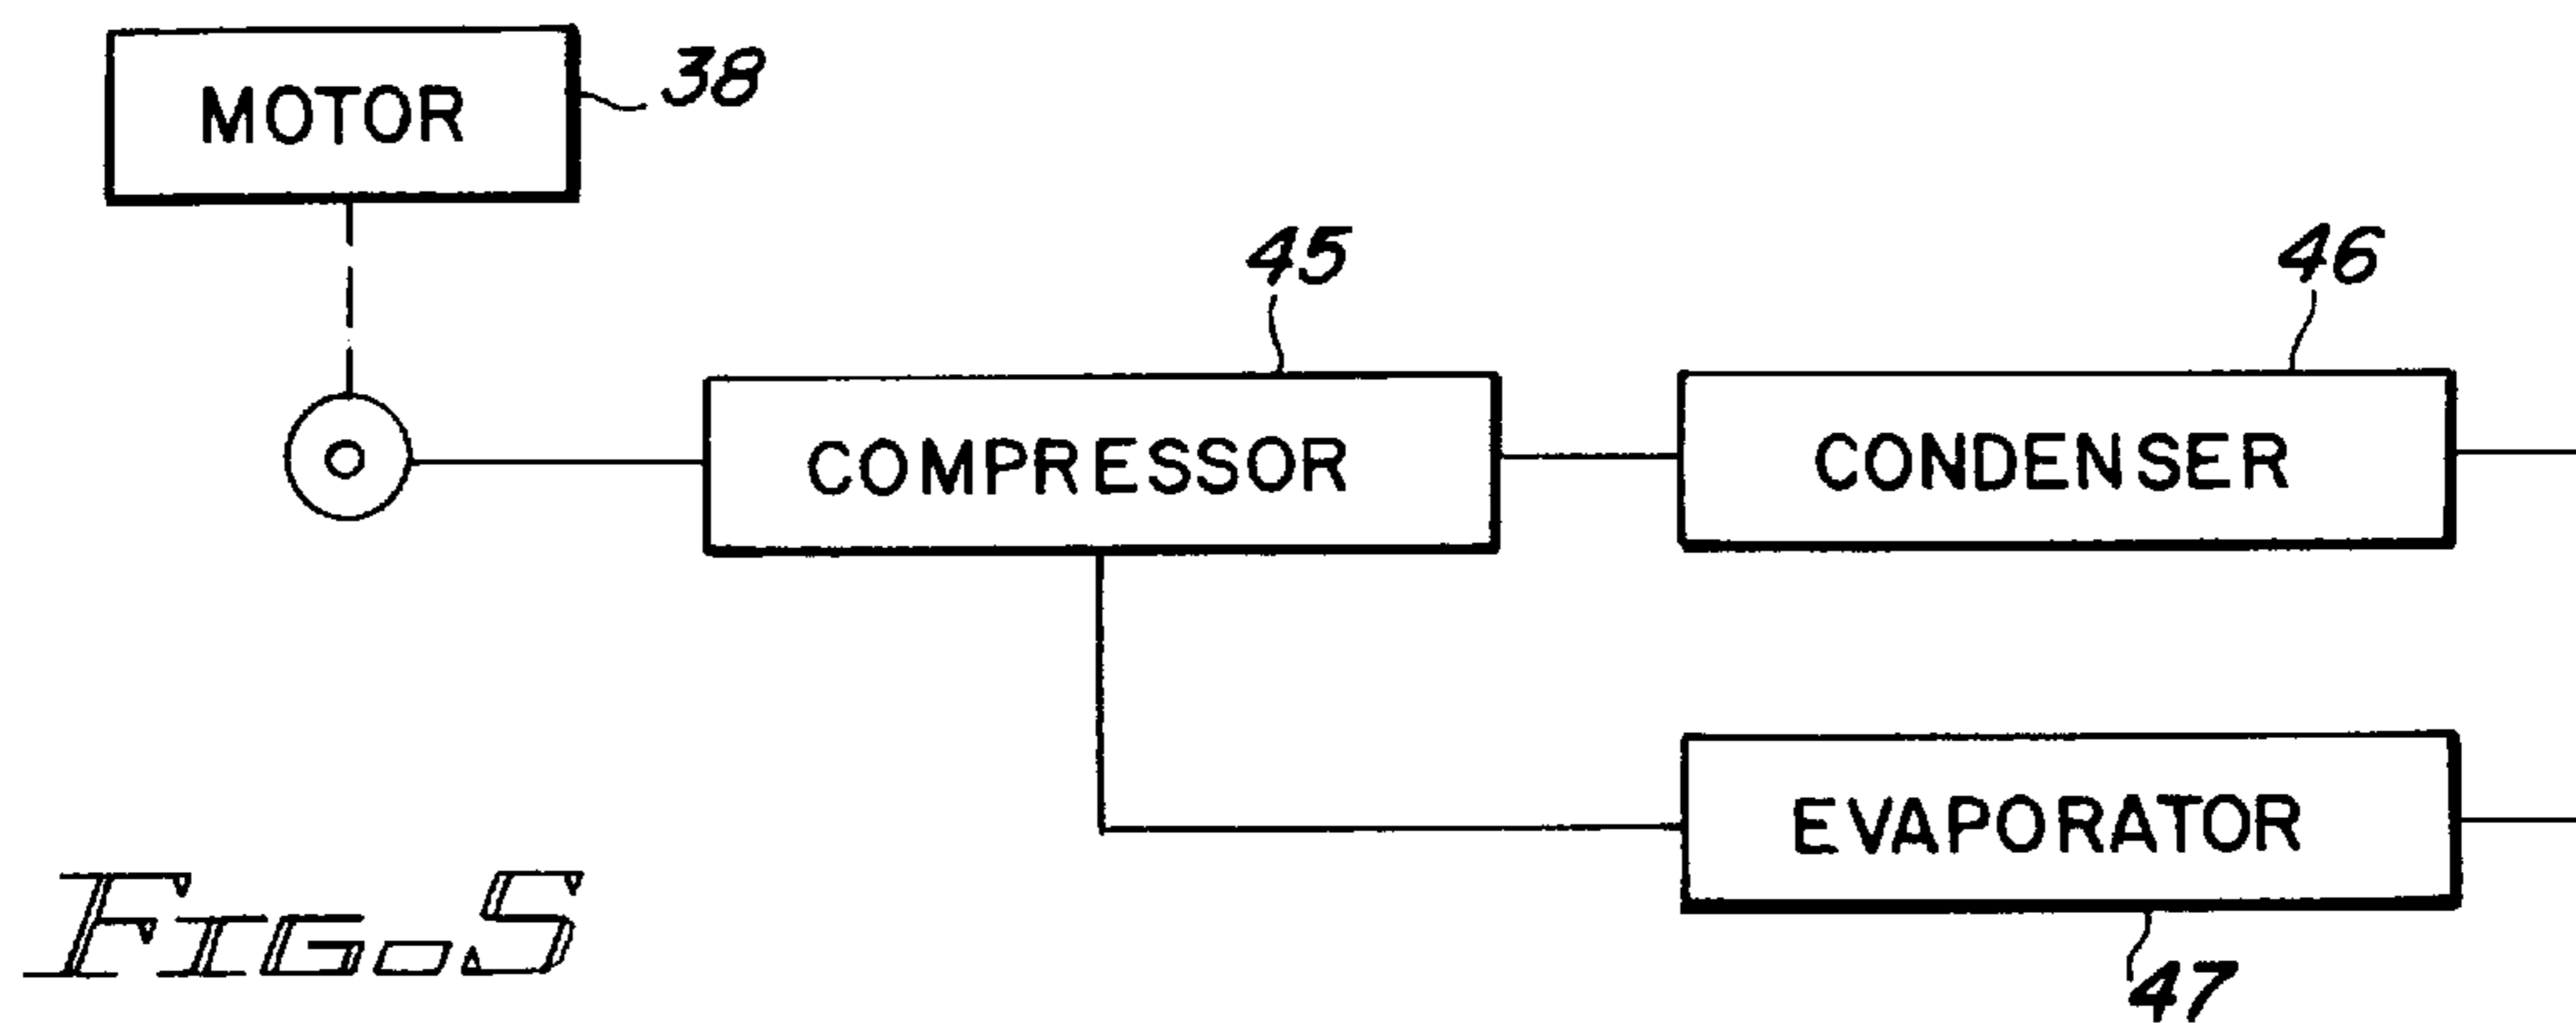 MOTOR
38
45
46
COMPRESSOR
CONDENSER
EVAPORATOR
47
FIG. 5